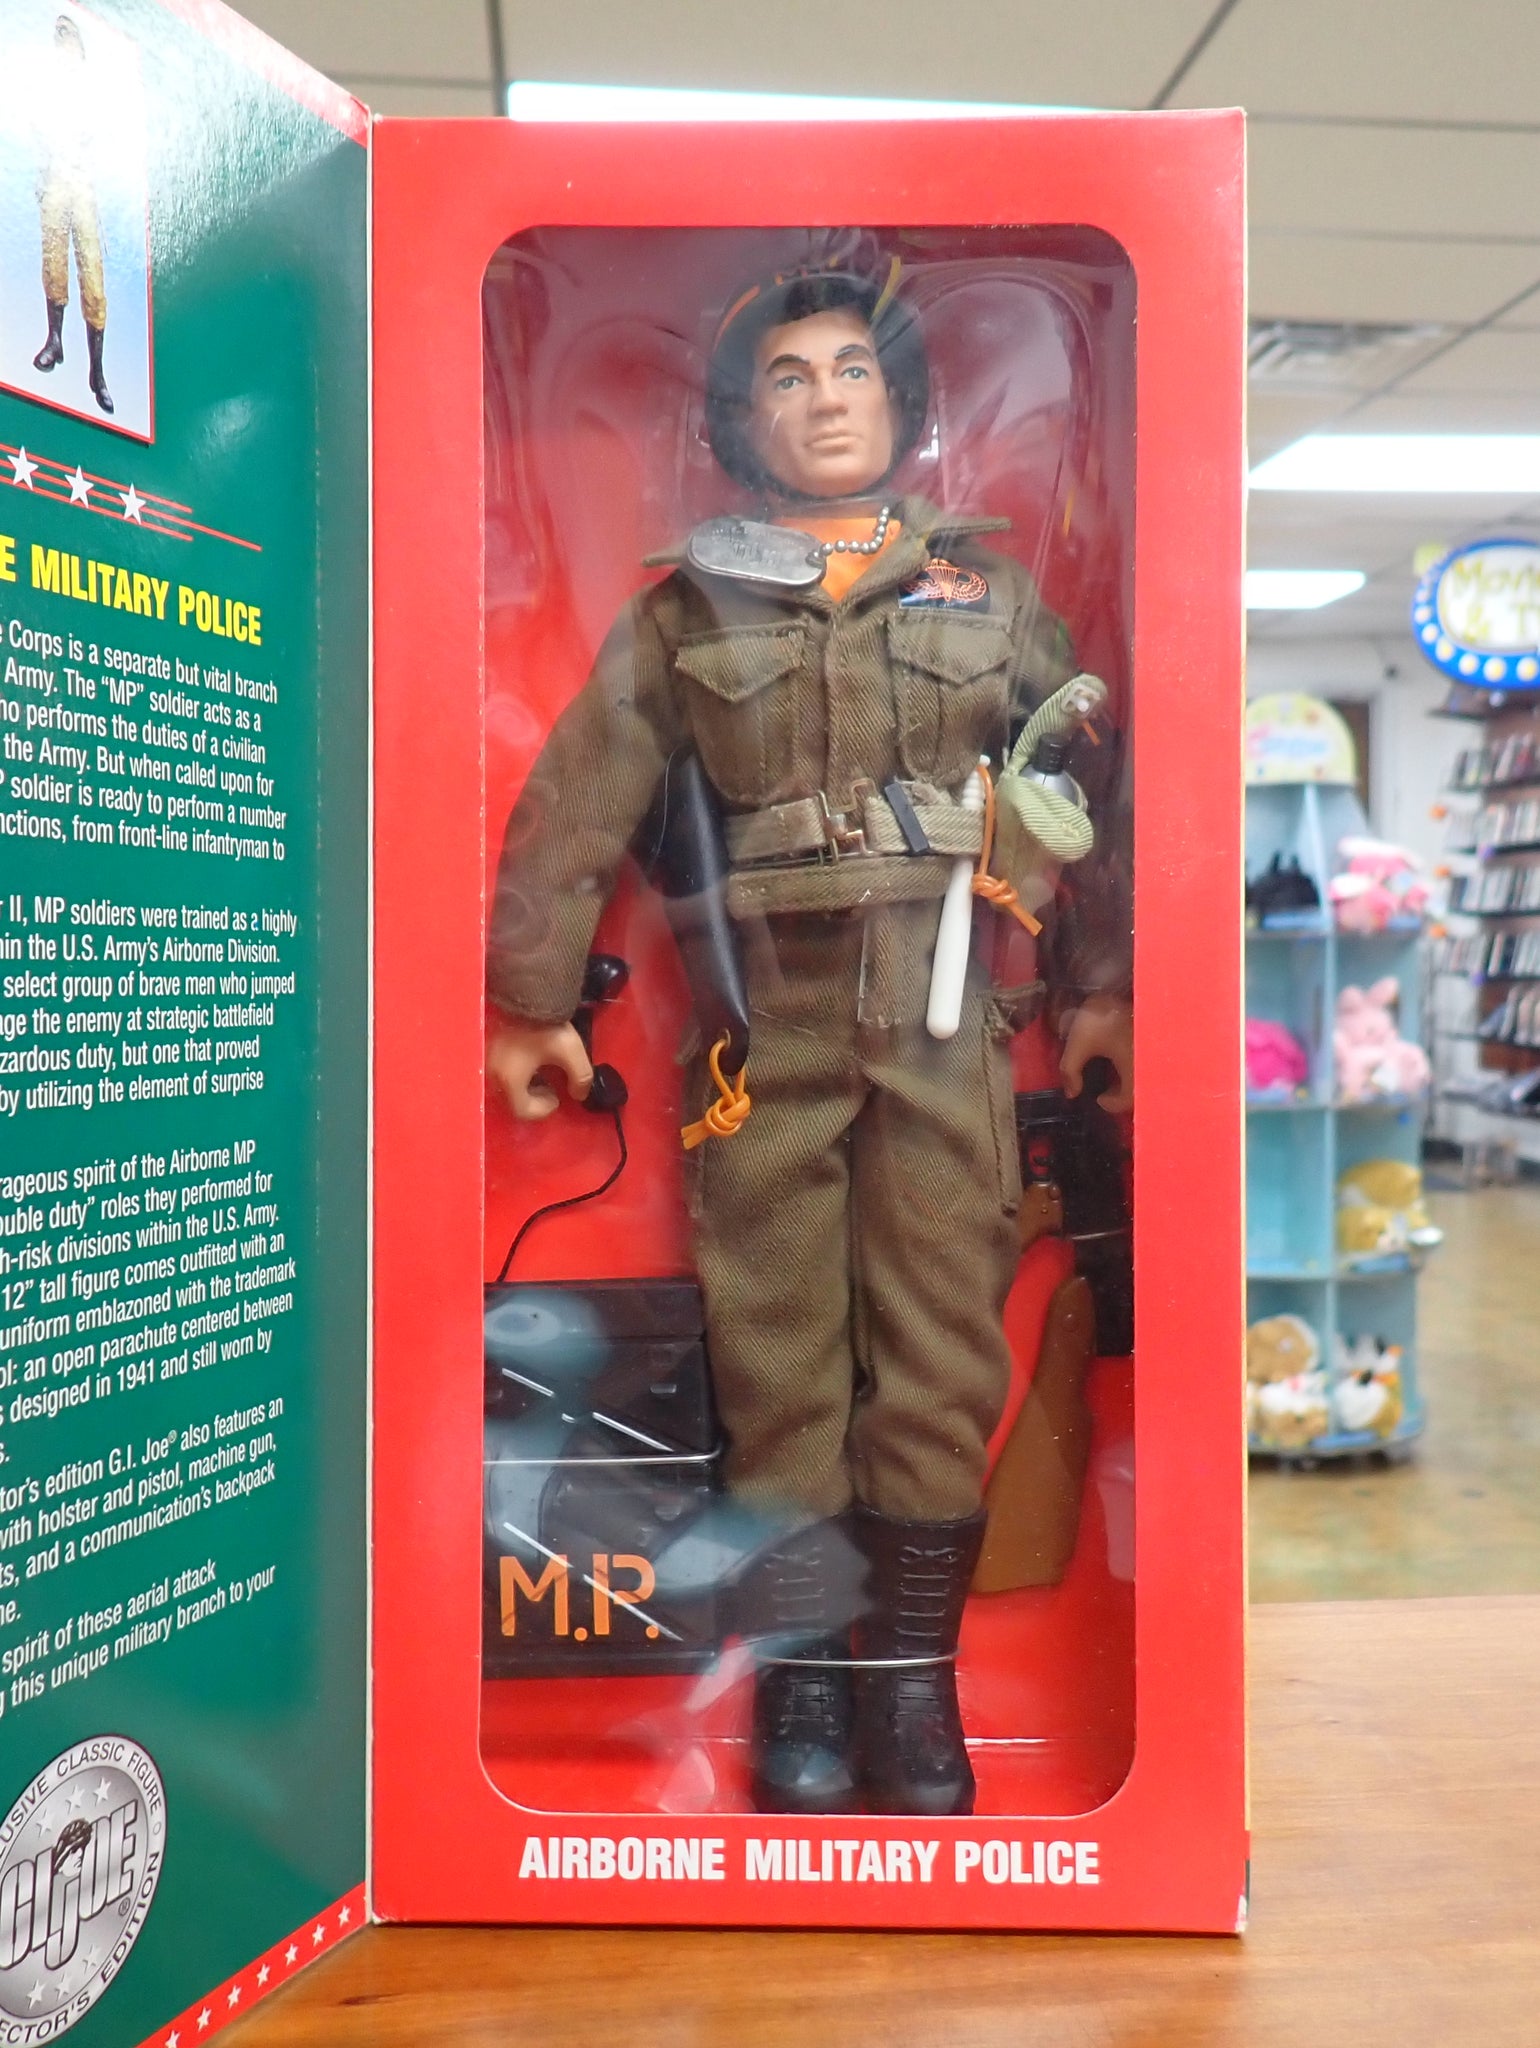 E MILITARY POLICE
Corps is a separate but vital branch
Army. The “MP” soldier acts as a
ho performs the duties of a civilian
the Army. But when called upon for
P soldier is ready to perform a number
nctions, from front-line infantryman to
r II, MP soldiers were trained as a highly
hin the U.S. Army's Airborne Division.
select group of brave men who jumped
age the enemy at strategic battlefield
zardous duty, but one that proved
by utilizing the element of surprise
rageous spirit of the Airborne MP
ouble duty” roles they performed for
h-risk divisions within the U.S. Army.
12” tall figure comes outfitted with an
uniform emblazoned with the trademark
ol: an open parachute centered between
s designed in 1941 and still worn by
s.
tor's edition G.I. Joe® also features an
with holster and pistol, machine gun,
ts, and a communication's backpack
ne.
spirit of these aerial attack
g this unique military branch to your
LUSIVE CLASSIC FIGURE
GI JOE®
ECTOR'S EDITION
M.P.
AIRBORNE MILITARY POLICE